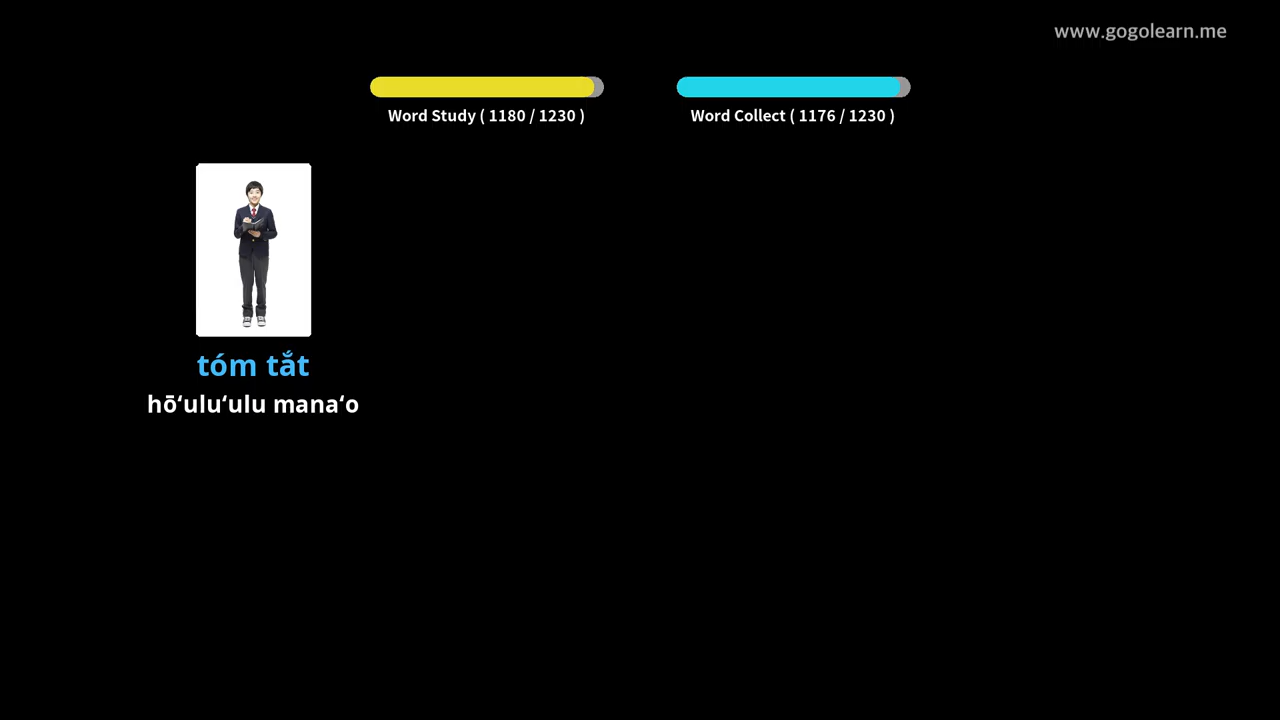 www.gogolearn.me
Word Study ( 1180 / 1230 )
Word Collect ( 1176 / 1230 )
tóm tắt
hōʻuluʻulu manaʻo